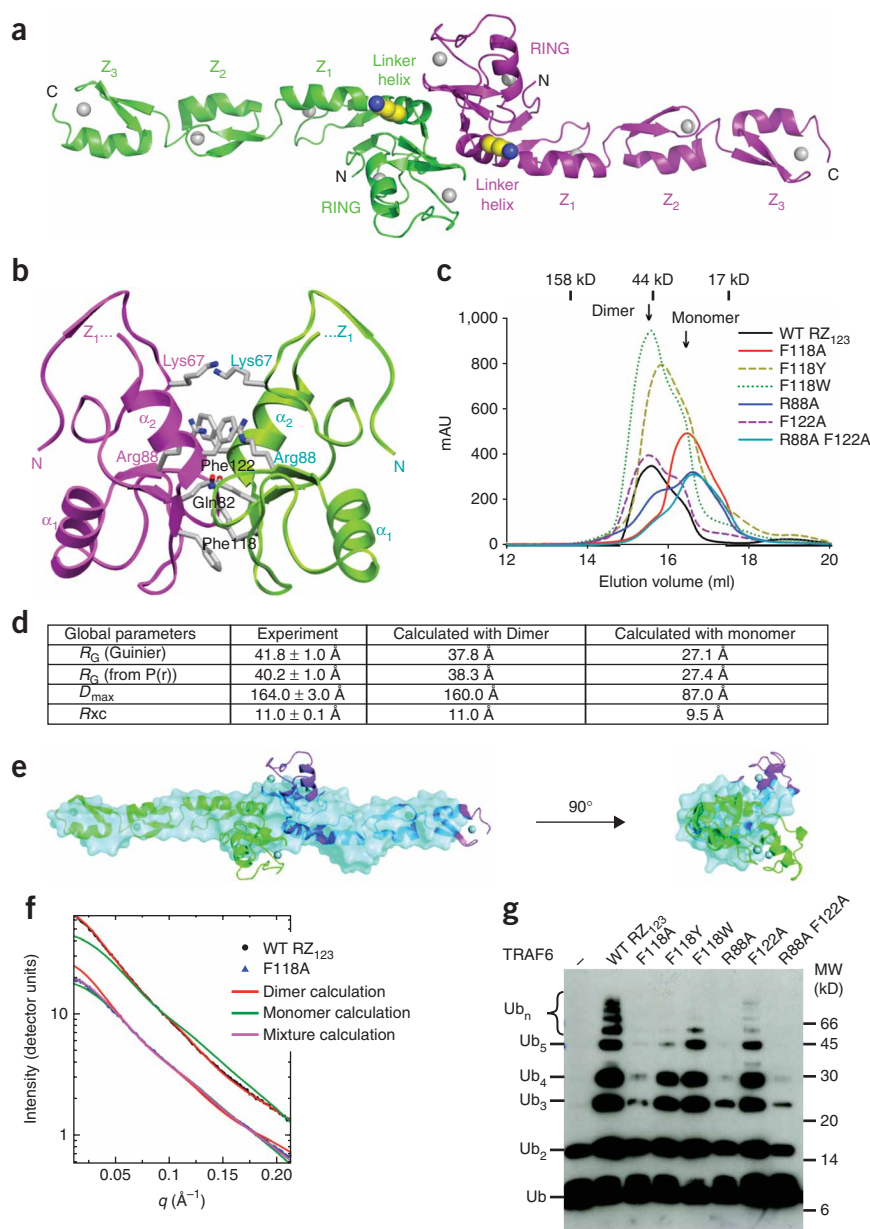 a
Z3
Z2
Z1
Linker
helix
RING
N
C
N
RING
Linker
helix
Z1
Z2
Z3
C
b
Z1...
...Z1
Lys67
Lys67
α2
α2
Arg88
Arg88
N
N
Phe122
Gln82
α1
α1
Phe118
c
158 kD
44 kD
17 kD
Dimer
Monomer
1,000
800
600
400
200
0
mAU
12
14
16
18
20
Elution volume (ml)
WT RZ123
F118A
F118Y
F118W
R88A
F122A
R88A F122A
d
Global parameters Experiment Calculated with Dimer Calculated with monomer
RG (Guinier) 41.8 ± 1.0 Å 37.8 Å 27.1 Å
RG (from P(r)) 40.2 ± 1.0 Å 38.3 Å 27.4 Å
Dmax 164.0 ± 3.0 Å 160.0 Å 87.0 Å
Rxc 11.0 ± 0.1 Å 11.0 Å 9.5 Å
e
90°
f
WT RZ123
F118A
Dimer calculation
Monomer calculation
Mixture calculation
Intensity (detector units)
10
1
0.05
0.10
0.15
0.20
q (Å−1)
g
TRAF6
–
WT RZ123
F118A
F118Y
F118W
R88A
F122A
R88A F122A
MW
(kD)
Ubn
Ub5
Ub4
Ub3
Ub2
Ub
66
45
30
20
14
6